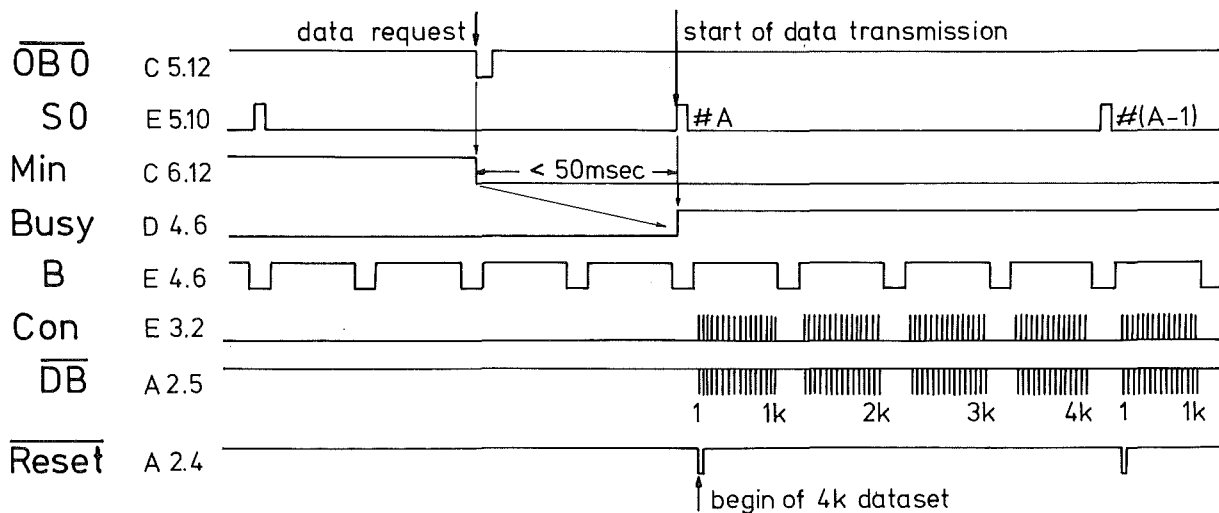 data request
start of data transmission
OB 0 C 5.12
S0 E 5.10 #A #(A-1)
Min C 6.12 < 50msec
Busy D 4.6
B E 4.6
Con E 3.2
DB A 2.5
1 1k 2k 3k 4k 1 1k
Reset A 2.4
begin of 4k dataset